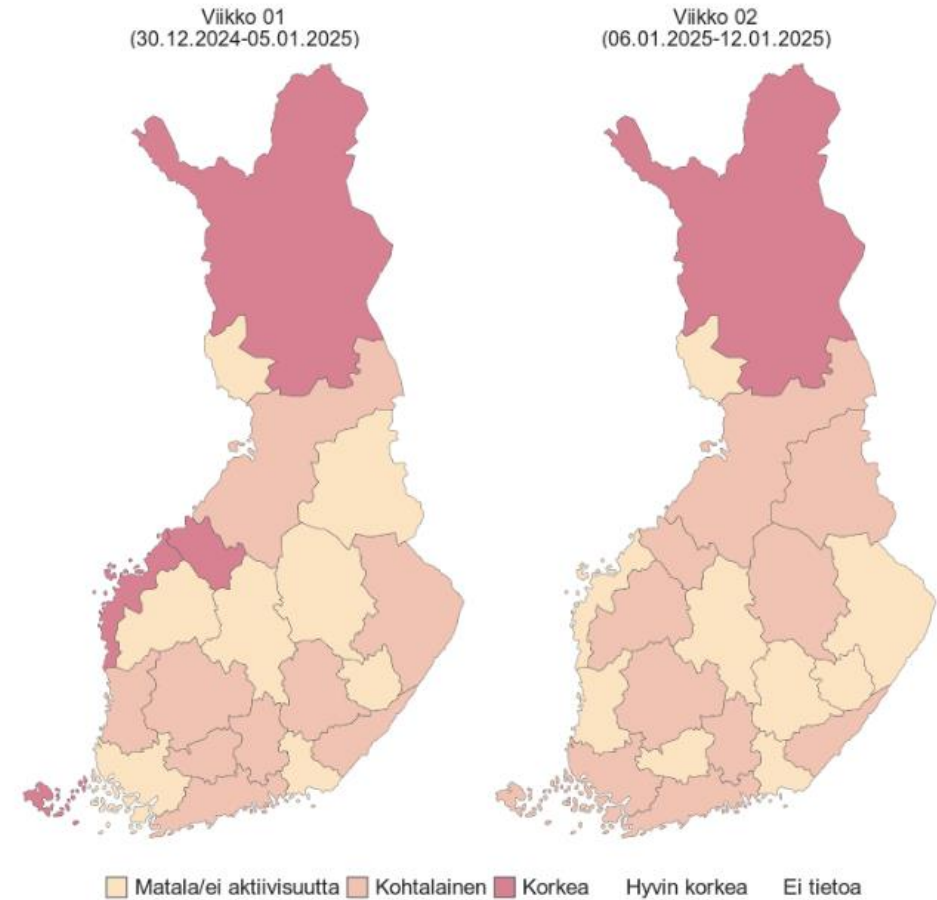 Viikko 01
(30.12.2024-05.01.2025)
Viikko 02
(06.01.2025-12.01.2025)
Matala/ei aktiivisuutta Kohtalainen Korkea Hyvin korkea Ei tietoa